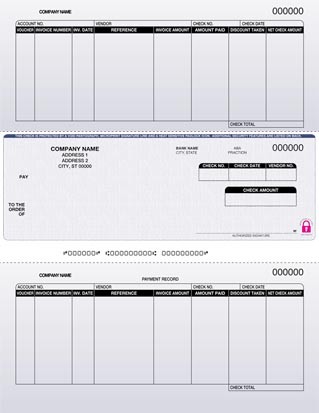 COMPANY NAME 000000
ACCOUNT NO. VENDOR CHECK NO. CHECK DATE
VOUCHER INVOICE NUMBER INV. DATE REFERENCE INVOICE AMOUNT AMOUNT PAID DISCOUNT TAKEN NET CHECK AMOUNT
CHECK TOTAL
COMPANY NAME BANK NAME ABA 000000
ADDRESS 1 CITY, STATE FRACTION
ADDRESS 2
CITY, ST 00000
CHECK NO. CHECK DATE VENDOR NO.
PAY
CHECK AMOUNT
TO THE
ORDER
OF
AUTHORIZED SIGNATURE
COMPANY NAME 000000
PAYMENT RECORD
ACCOUNT NO. VENDOR CHECK NO. CHECK DATE
VOUCHER INVOICE NUMBER INV. DATE REFERENCE INVOICE AMOUNT AMOUNT PAID DISCOUNT TAKEN NET CHECK AMOUNT
CHECK TOTAL